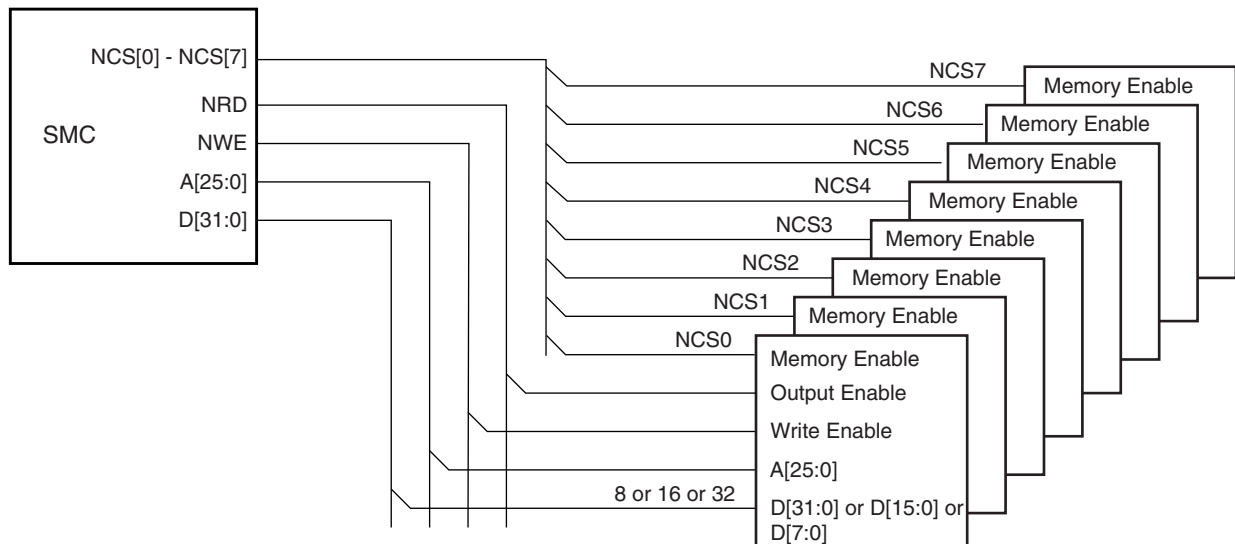 NCS[0] - NCS[7]
NRD
SMC
NWE
A[25:0]
D[31:0]
NCS7
Memory Enable
NCS6
Memory Enable
NCS5
Memory Enable
NCS4
Memory Enable
NCS3
Memory Enable
NCS2
Memory Enable
NCS1
Memory Enable
NCS0
Memory Enable
Output Enable
Write Enable
A[25:0]
8 or 16 or 32
D[31:0] or D[15:0] or
D[7:0]